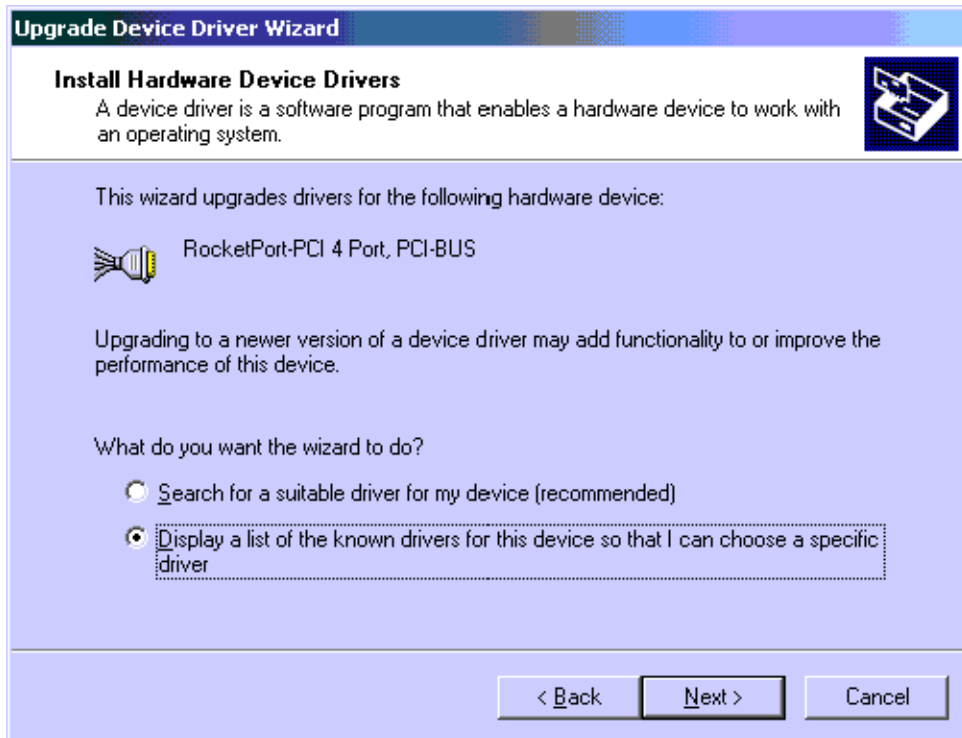 Upgrade Device Driver Wizard
Install Hardware Device Drivers
A device driver is a software program that enables a hardware device to work with
an operating system.
This wizard upgrades drivers for the following hardware device:
RocketPort-PCI 4 Port, PCI-BUS
Upgrading to a newer version of a device driver may add functionality to or improve the
performance of this device.
What do you want the wizard to do?
Search for a suitable driver for my device (recommended)
Display a list of the known drivers for this device so that I can choose a specific
driver
< Back Next > Cancel